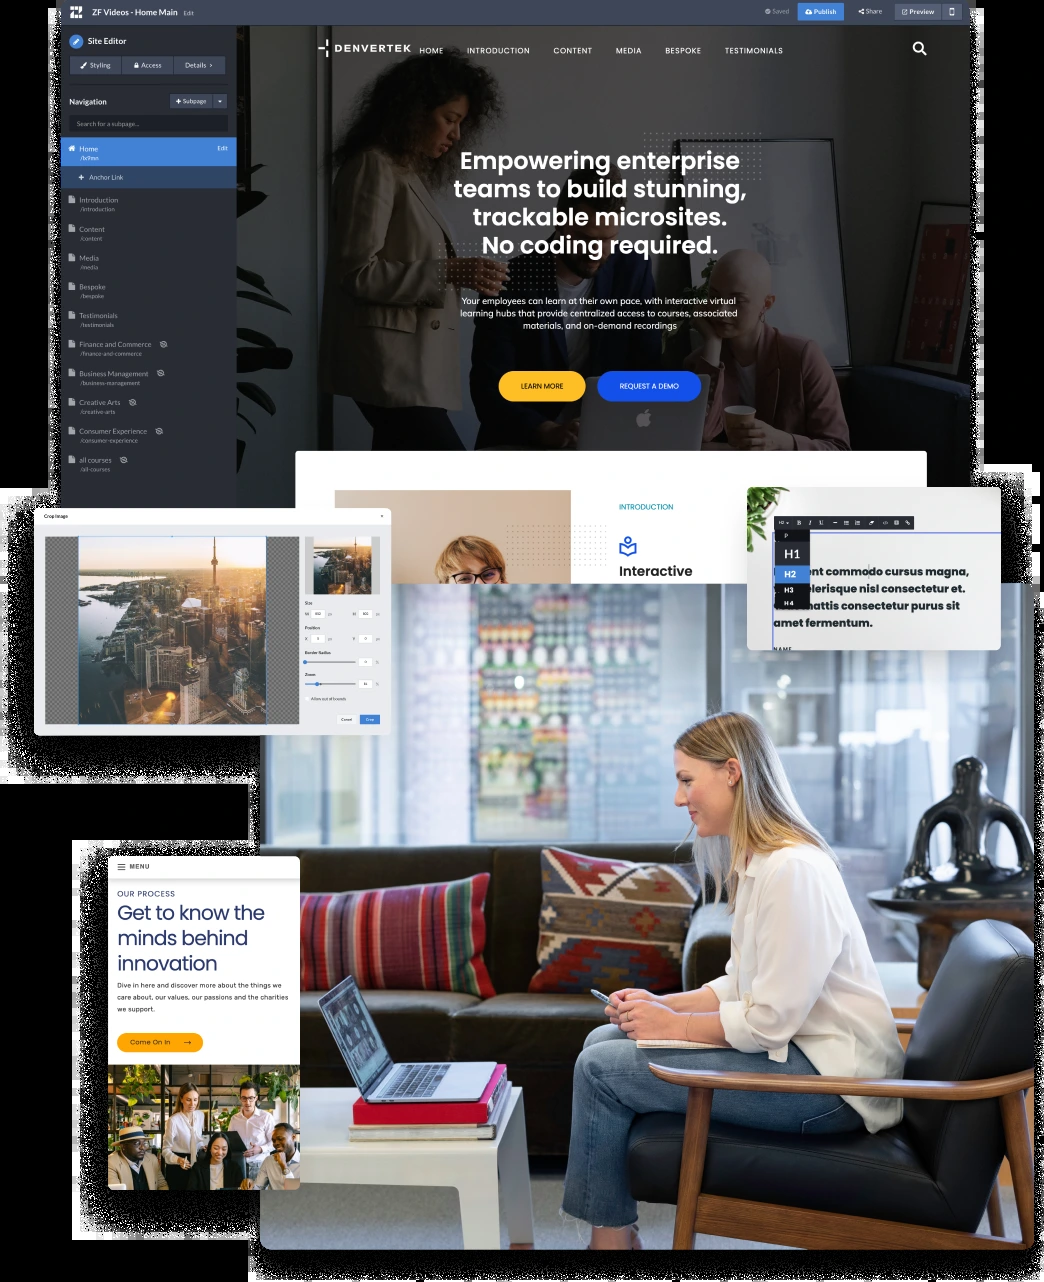 ZF Videos - Home Main Edit
Saved Publish Share Preview
Site Editor
Styling Access Details
Navigation
Subpage
Search for a subpage...
Home Edit
Anchor Link
Introduction
/introduction
Content
/content
Media
/media
Bespoke
/bespoke
Testimonials
/testimonials
Finance and Commerce
/finance-and-commerce
Business Management
/business-management
Creative Arts
/creative-arts
Consumer Experience
/consumer-experience
all courses
/all-courses
DENVERTEK HOME INTRODUCTION CONTENT MEDIA BESPOKE TESTIMONIALS
Empowering enterprise
teams to build stunning,
trackable microsites.
No coding required.
Your employees can learn at their own pace, with interactive virtual
learning hubs that provide centralized access to courses, associated
materials, and on-demand recordings
LEARN MORE REQUEST A DEMO
INTRODUCTION
Interactive
H2 B I U
P
H1
H2
H3
H4
commodo cursus magna,
nisl consectetur et.
mattis consectetur purus sit
amet fermentum.
NAME
Crop Image
Size
Position
Border Radius
Zoom
Allow out of bounds
Cancel Crop
MENU
OUR PROCESS
Get to know the
minds behind
innovation
Dive in here and discover more about the things we
care about, our values, our passions and the charities
we support.
Come On In →